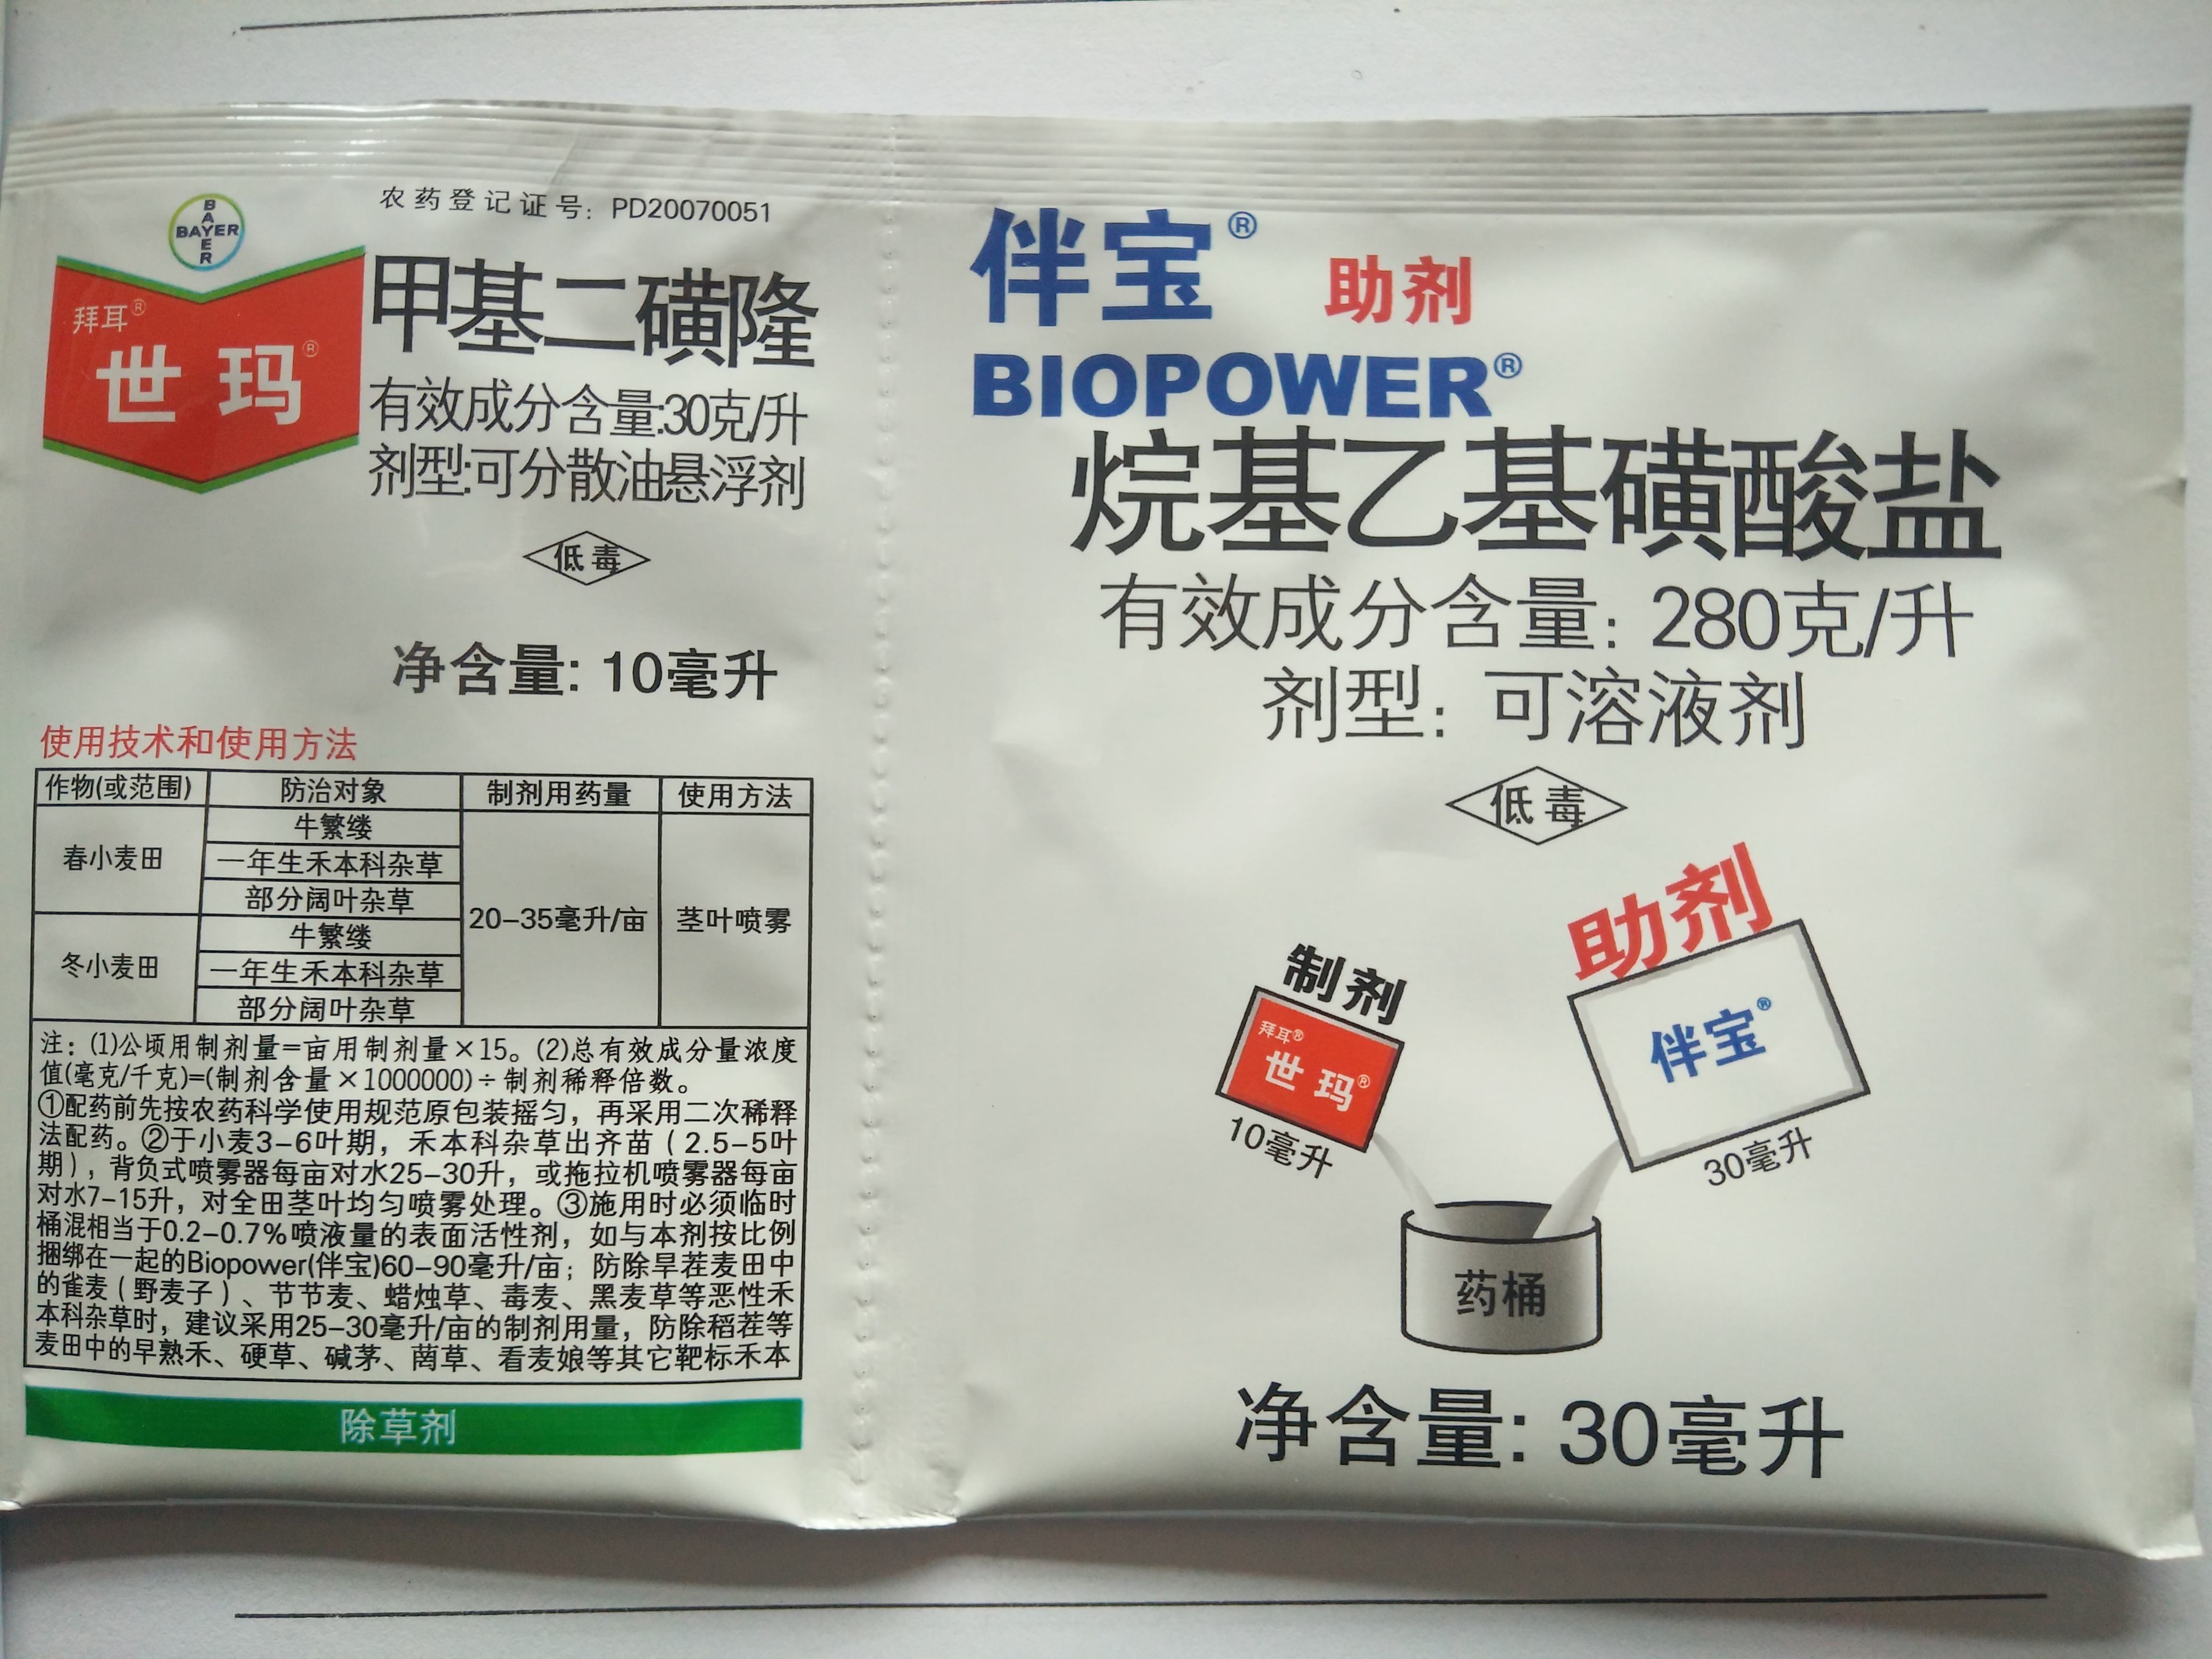 BAYER
BAYER
农药登记证号：PD20070051
拜耳®
世玛®
甲基二磺隆
有效成分含量:30克/升
剂型:可分散油悬浮剂
低毒
净含量：10毫升
使用技术和使用方法
作物(或范围) 防治对象 制剂用药量 使用方法
春小麦田 牛繁缕 20-35毫升/亩 茎叶喷雾
一年生禾本科杂草
部分阔叶杂草
冬小麦田 牛繁缕
一年生禾本科杂草
部分阔叶杂草
注：(1)公顷用制剂量=亩用制剂量×15。(2)总有效成分量浓度
值(毫克/千克)=(制剂含量×1000000)÷制剂稀释倍数。
①配药前先按农药科学使用规范原包装摇匀，再采用二次稀释
法配药。②于小麦3-6叶期，禾本科杂草出齐苗（2.5-5叶
期），背负式喷雾器每亩对水25-30升，或拖拉机喷雾器每亩
对水7-15升，对全田茎叶均匀喷雾处理。③施用时必须临时
桶混相当于0.2-0.7%喷液量的表面活性剂，如与本剂按比例
捆绑在一起的Biopower(伴宝)60-90毫升/亩；防除旱茬麦田中
的雀麦（野麦子）、节节麦、蜡烛草、毒麦、黑麦草等恶性禾
本科杂草时，建议采用25-30毫升/亩的制剂用量，防除稻茬等
麦田中的早熟禾、硬草、碱茅、菵草、看麦娘等其它靶标禾本
除草剂
伴宝® 助剂
BIOPOWER®
烷基乙基磺酸盐
有效成分含量：280克/升
剂型：可溶液剂
低毒
制剂
拜耳®
世玛®
10毫升
助剂
伴宝®
30毫升
药桶
净含量：30毫升